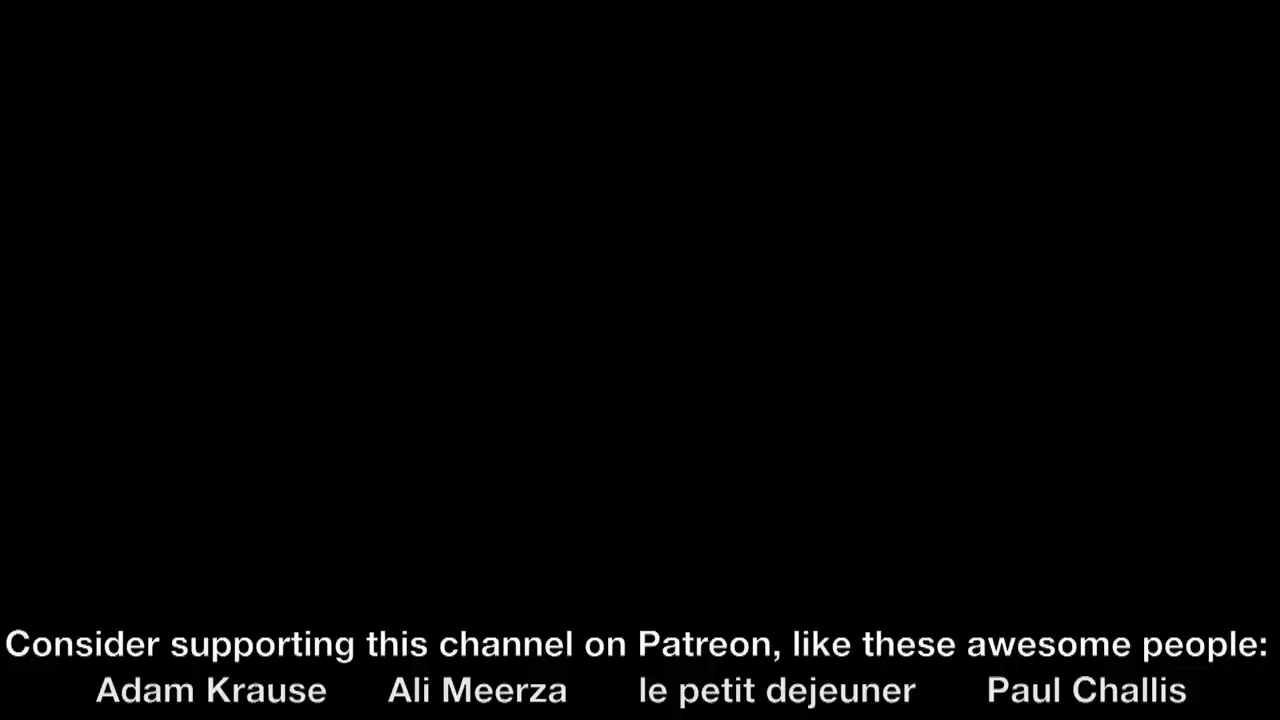 Consider supporting this channel on Patreon, like these awesome people:
Adam Krause Ali Meerza le petit dejeuner Paul Challis